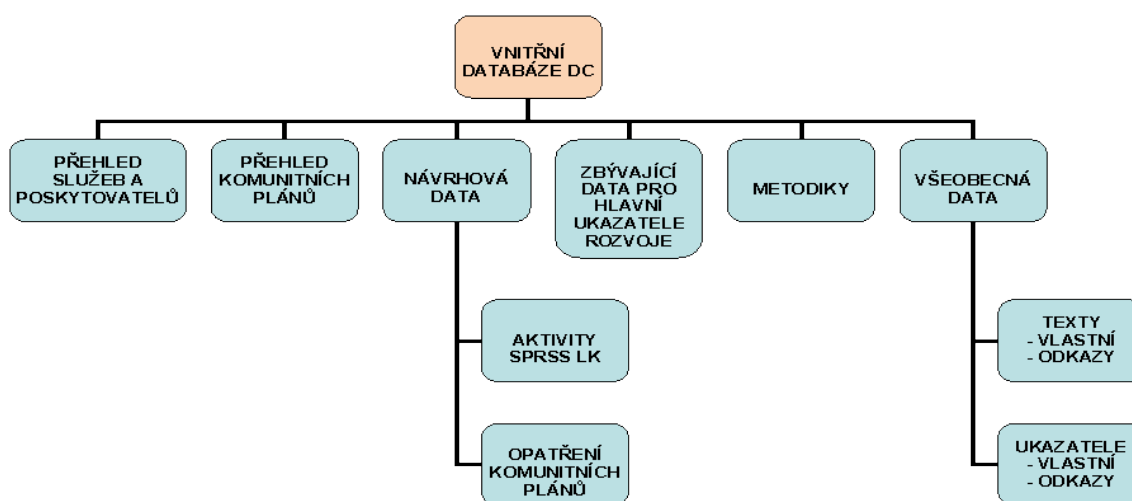 VNITŘNÍ
DATABÁZE DC
PŘEHLED
SLUŽEB A
POSKYTOVATELŮ
PŘEHLED
KOMUNITNÍCH
PLÁNŮ
NÁVRHOVÁ
DATA
ZBÝVAJÍCÍ
DATA PRO
HLAVNÍ
UKAZATELE
ROZVOJE
METODIKY
VŠEOBECNÁ
DATA
AKTIVITY
SPRSS LK
OPATŘENÍ
KOMUNITNÍCH
PLÁNŮ
TEXTY
- VLASTNÍ
- ODKAZY
UKAZATELE
- VLASTNÍ
- ODKAZY